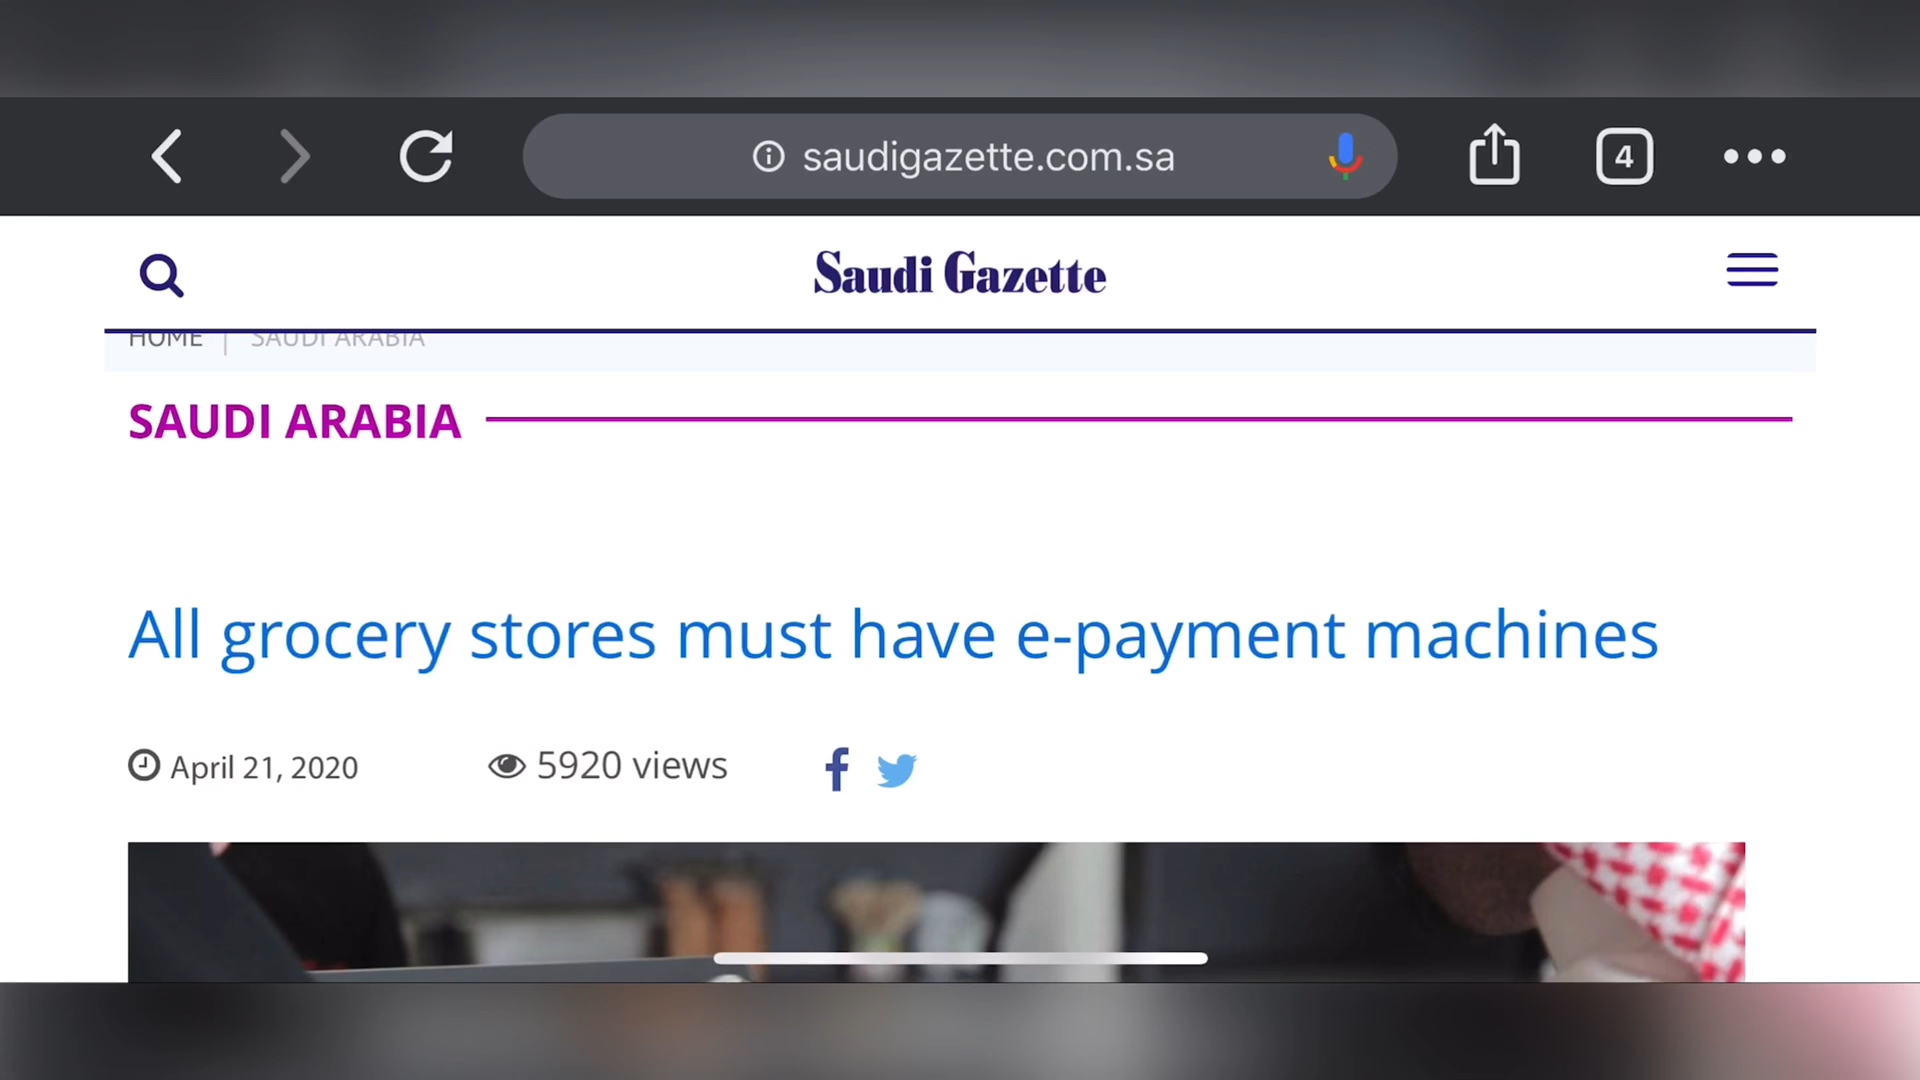 saudigazette.com.sa
4
Saudi Gazette
HOME | SAUDI ARABIA
SAUDI ARABIA
All grocery stores must have e-payment machines
April 21, 2020 5920 views